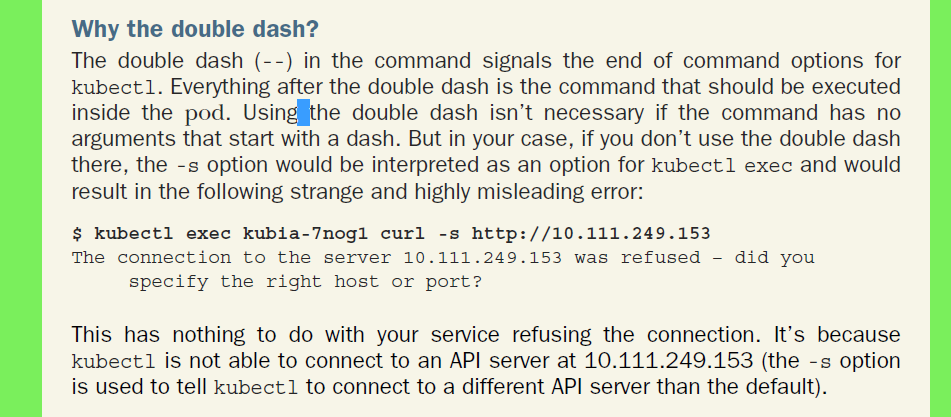 Why the double dash?
The double dash (--) in the command signals the end of command options for
kubectl. Everything after the double dash is the command that should be executed
inside the pod. Using the double dash isn't necessary if the command has no
arguments that start with a dash. But in your case, if you don't use the double dash
there, the -s option would be interpreted as an option for kubectl exec and would
result in the following strange and highly misleading error:
$ kubectl exec kubia-7nog1 curl -s http://10.111.249.153
The connection to the server 10.111.249.153 was refused – did you
specify the right host or port?
This has nothing to do with your service refusing the connection. It's because
kubectl is not able to connect to an API server at 10.111.249.153 (the -s option
is used to tell kubectl to connect to a different API server than the default).